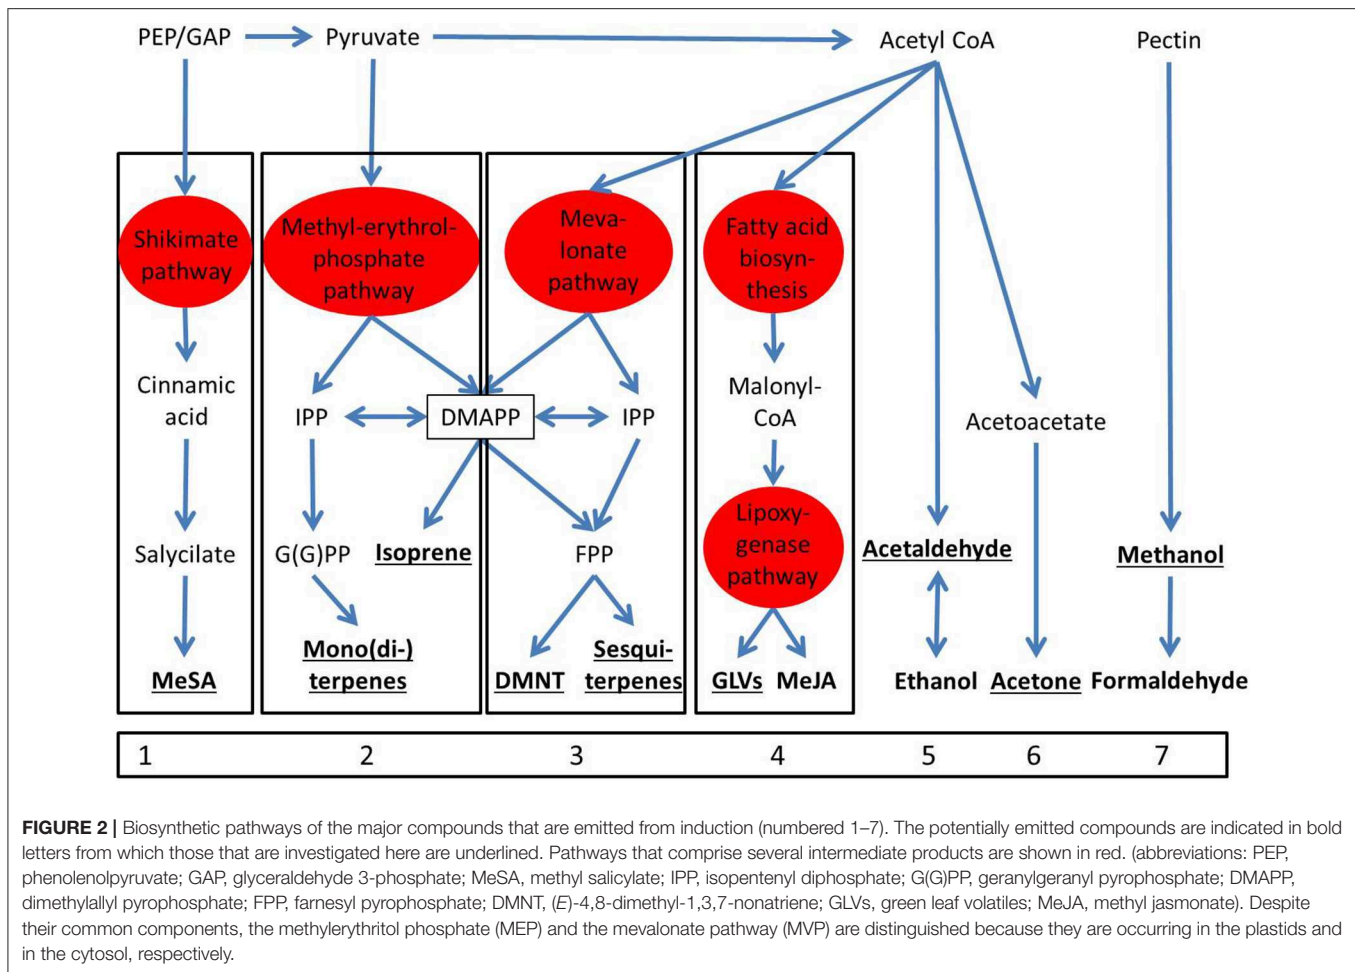 PEP/GAP Pyruvate Acetyl CoA Pectin
Shikimate
pathway
Methyl-erythrol-
phosphate
pathway
Meva-
lonate
pathway
Fatty acid
biosyn-
thesis
Cinnamic
acid
IPP DMAPP IPP
Malonyl-
CoA
Acetoacetate
Lipoxy-
genase
pathway
Salycilate G(G)PP Isoprene FPP Acetaldehyde Methanol
MeSA
Mono(di-)
terpenes
DMNT
Sesqui-
terpenes
GLVs MeJA Ethanol Acetone Formaldehyde
1 2 3 4 5 6 7
FIGURE 2 | Biosynthetic pathways of the major compounds that are emitted from induction (numbered 1–7). The potentially emitted compounds are indicated in bold
letters from which those that are investigated here are underlined. Pathways that comprise several intermediate products are shown in red. (abbreviations: PEP,
phenolenolpyruvate; GAP, glyceraldehyde 3-phosphate; MeSA, methyl salicylate; IPP, isopentenyl diphosphate; G(G)PP, geranylgeranyl pyrophosphate; DMAPP,
dimethylallyl pyrophosphate; FPP, farnesyl pyrophosphate; DMNT, (E)-4,8-dimethyl-1,3,7-nonatriene; GLVs, green leaf volatiles; MeJA, methyl jasmonate). Despite
their common components, the methylerythritol phosphate (MEP) and the mevalonate pathway (MVP) are distinguished because they are occurring in the plastids and
in the cytosol, respectively.